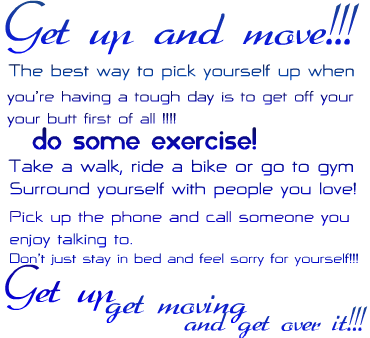 Get up and move!!!
The best way to pick yourself up when
you're having a tough day is to get off your
your butt first of all !!!!
do some exercise!
Take a walk, ride a bike or go to gym
Surround yourself with people you love!
Pick up the phone and call someone you
enjoy talking to.
Don't just stay in bed and feel sorry for yourself!!!
Get up
get moving
and get over it!!!